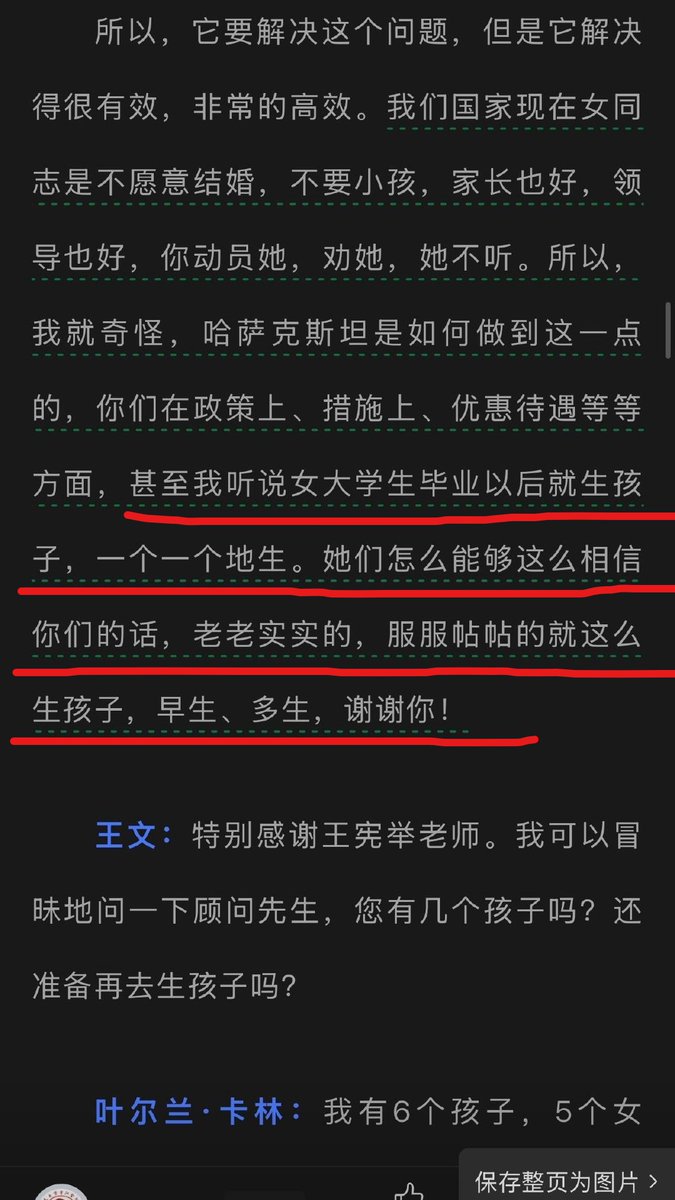 所以，它要解决这个问题，但是它解决
得很有效，非常的高效。我们国家现在女同
志是不愿意结婚，不要小孩，家长也好，领
导也好，你动员她，劝她，她不听。所以，
我就奇怪，哈萨克斯坦是如何做到这一点
的，你们在政策上、措施上、优惠待遇等等
方面，甚至我听说女大学生毕业以后就生孩
子，一个一个地生。她们怎么能够这么相信
你们的话，老老实实的，服服帖帖的就这么
生孩子，早生、多生，谢谢你！
王文：特别感谢王宪举老师。我可以冒
昧地问一下顾问先生，您有几个孩子吗？还
准备再去生孩子吗？
叶尔兰·卡林：我有6个孩子，5个女
保存整页为图片